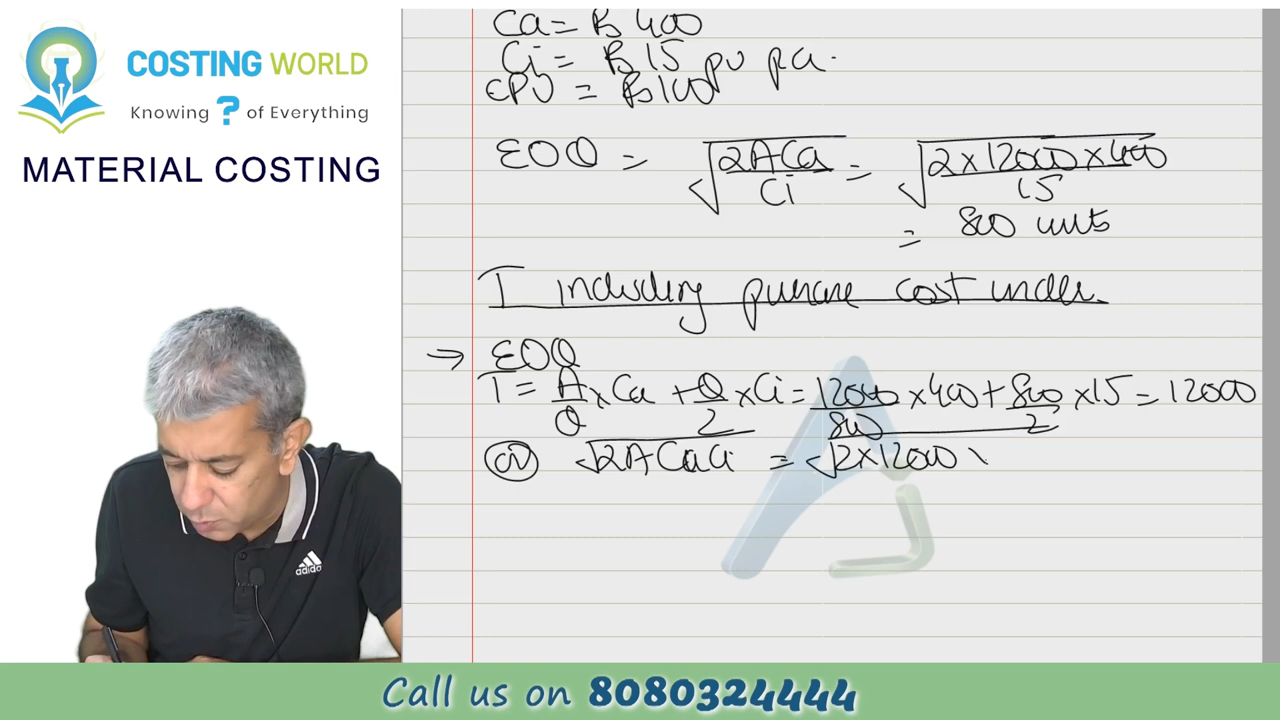 COSTING WORLD
Knowing ? of Everything
MATERIAL COSTING
Ca = Rs 400
Ci = Rs 15 pu pa.
CPU = Rs 100
EOQ = √2ACa/Ci = √2×12000×400/15
= 800 units
T including purchase cost under.
→ EOQ
T = A/Q × Ca + Q/2 × Ci = 12000/800 × 400 + 800/2 × 15 = 12000
or √2ACaCi = √2×12000×
adidas
Call us on 8080324444